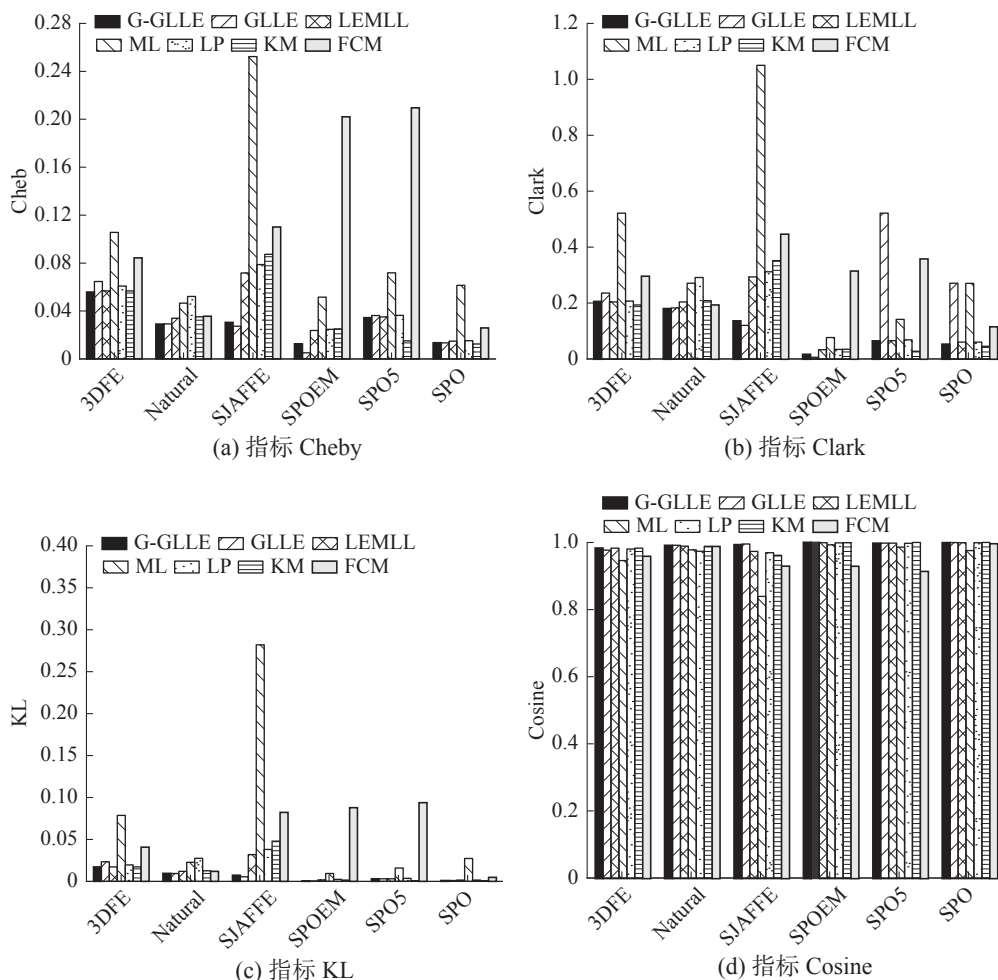 G-GLLE GLLE LEMLL
ML LP KM FCM
0.28
0.24
0.20
0.16
0.12
0.08
0.04
0
Cheb
3DFE Natural SJAFFE SPOEM SPO5 SPO
(a) 指标 Cheby
G-GLLE GLLE LEMLL
ML LP KM FCM
1.2
1.0
0.8
0.6
0.4
0.2
0
Clark
3DFE Natural SJAFFE SPOEM SPO5 SPO
(b) 指标 Clark
G-GLLE GLLE LEMLL
ML LP KM FCM
0.40
0.35
0.30
0.25
0.20
0.15
0.10
0.05
0
KL
3DFE Natural SJAFFE SPOEM SPO5 SPO
(c) 指标 KL
G-GLLE GLLE LEMLL
ML LP KM FCM
1.0
0.8
0.6
0.4
0.2
0
Cosine
3DFE Natural SJAFFE SPOEM SPO5 SPO
(d) 指标 Cosine